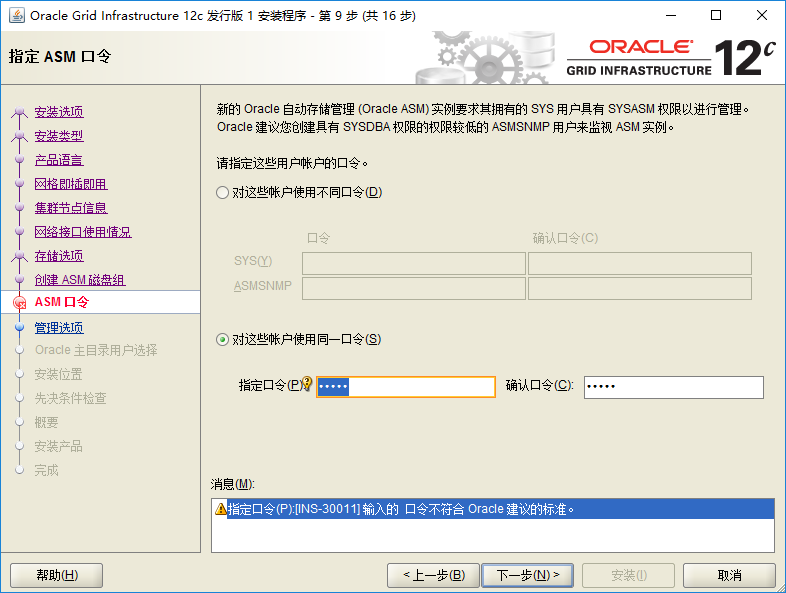 Oracle Grid Infrastructure 12c 发行版 1 安装程序 - 第 9 步 (共 16 步)
指定 ASM 口令
ORACLE
GRID INFRASTRUCTURE
12c
安装选项
安装类型
产品语言
网格即插即用
集群节点信息
网络接口使用情况
存储选项
创建 ASM 磁盘组
ASM 口令
管理选项
Oracle 主目录用户选择
安装位置
先决条件检查
概要
安装产品
完成
新的 Oracle 自动存储管理 (Oracle ASM) 实例要求其拥有的 SYS 用户具有 SYSASM 权限以进行管理。
Oracle 建议您创建具有 SYSDBA 权限的权限较低的 ASMSNMP 用户来监视 ASM 实例。
请指定这些用户帐户的口令。
对这些帐户使用不同口令(D)
口令 确认口令(C)
SYS(Y)
ASMSNMP
对这些帐户使用同一口令(S)
指定口令(P) ••••• 确认口令(C): •••••
消息(M):
指定口令(P):[INS-30011] 输入的 口令不符合 Oracle 建议的标准。
帮助(H) < 上一步(B) 下一步(N) > 安装(I) 取消